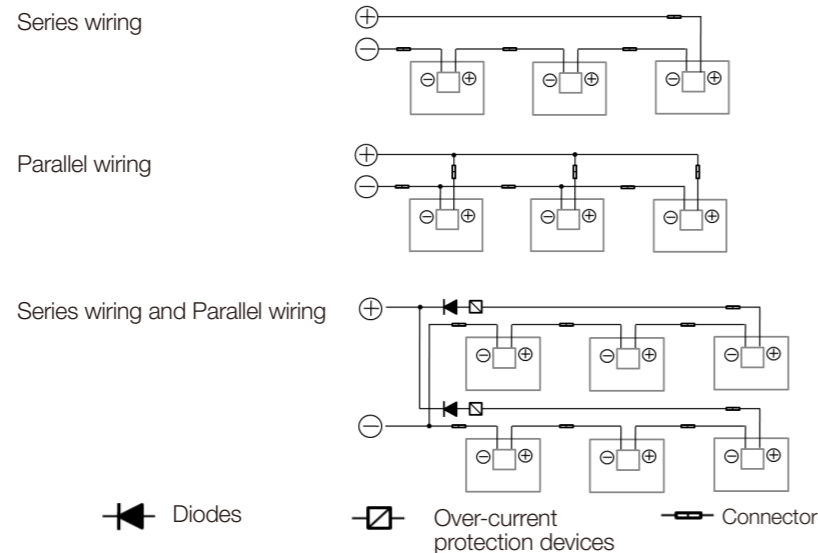 Series wiring
Parallel wiring
Series wiring and Parallel wiring
Diodes
Over-current
protection devices
Connector